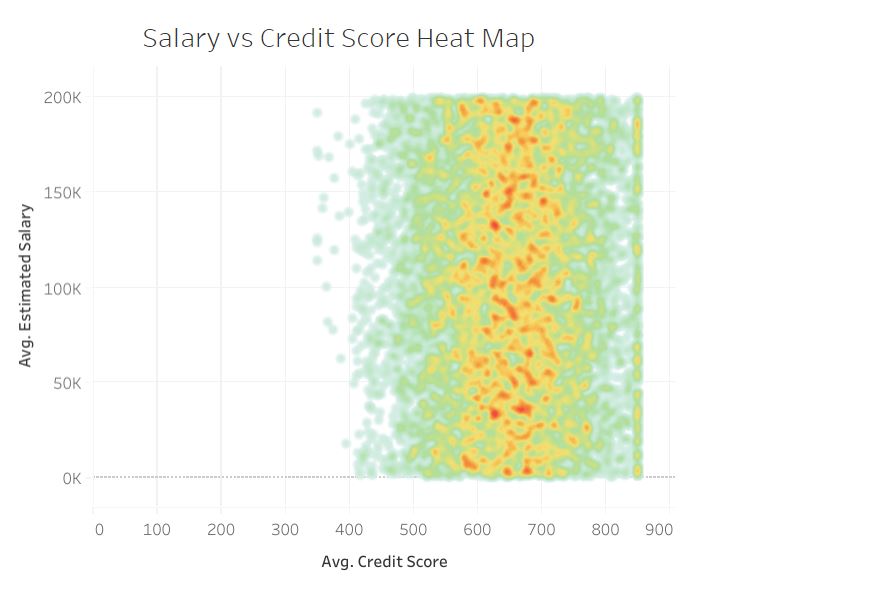 Salary vs Credit Score Heat Map
200K
150K
100K
50K
0K
Avg. Estimated Salary
0 100 200 300 400 500 600 700 800 900
Avg. Credit Score